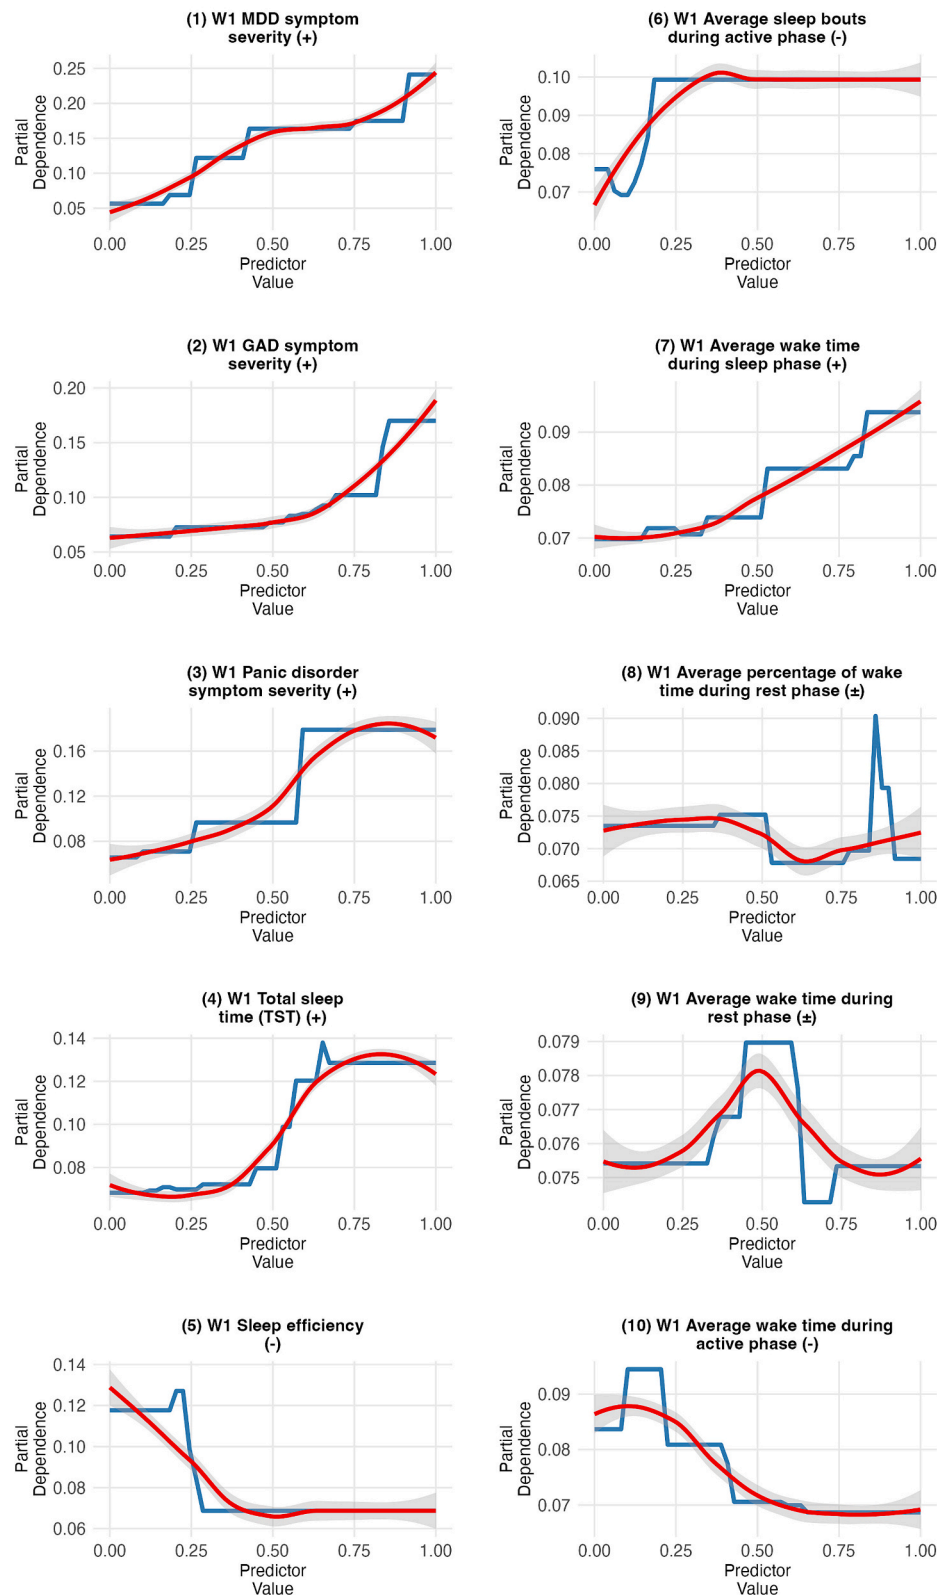 (1) W1 MDD symptom
severity (+)
Partial
Dependence
0.25
0.20
0.15
0.10
0.05
0.00 0.25 0.50 0.75 1.00
Predictor
Value
(6) W1 Average sleep bouts
during active phase (-)
Partial
Dependence
0.10
0.09
0.08
0.07
0.00 0.25 0.50 0.75 1.00
Predictor
Value
(2) W1 GAD symptom
severity (+)
Partial
Dependence
0.20
0.15
0.10
0.05
0.00 0.25 0.50 0.75 1.00
Predictor
Value
(7) W1 Average wake time
during sleep phase (+)
Partial
Dependence
0.09
0.08
0.07
0.00 0.25 0.50 0.75 1.00
Predictor
Value
(3) W1 Panic disorder
symptom severity (+)
Partial
Dependence
0.16
0.12
0.08
0.00 0.25 0.50 0.75 1.00
Predictor
Value
(8) W1 Average percentage of wake
time during rest phase (±)
Partial
Dependence
0.090
0.085
0.080
0.075
0.070
0.065
0.00 0.25 0.50 0.75 1.00
Predictor
Value
(4) W1 Total sleep
time (TST) (+)
Partial
Dependence
0.14
0.12
0.10
0.08
0.00 0.25 0.50 0.75 1.00
Predictor
Value
(9) W1 Average wake time during
rest phase (±)
Partial
Dependence
0.079
0.078
0.077
0.076
0.075
0.00 0.25 0.50 0.75 1.00
Predictor
Value
(5) W1 Sleep efficiency
(-)
Partial
Dependence
0.14
0.12
0.10
0.08
0.06
0.00 0.25 0.50 0.75 1.00
Predictor
Value
(10) W1 Average wake time during
active phase (-)
Partial
Dependence
0.09
0.08
0.07
0.00 0.25 0.50 0.75 1.00
Predictor
Value